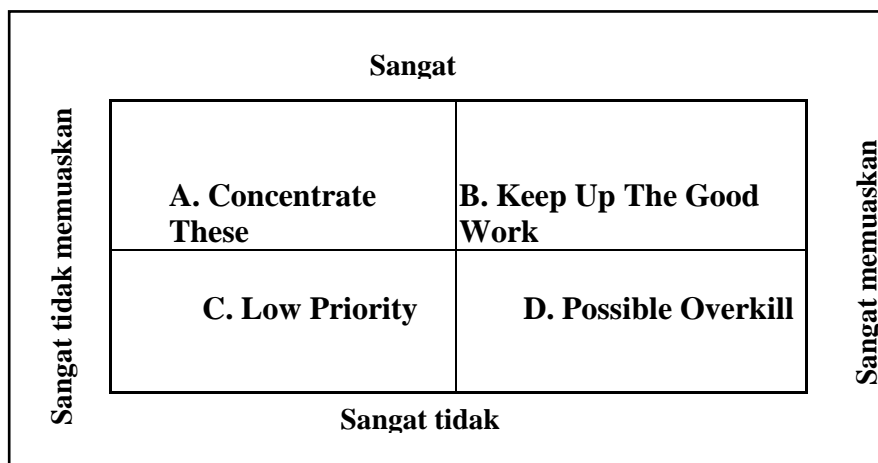 Sangat
Sangat tidak memuaskan
A. Concentrate
These
B. Keep Up The Good
Work
Sangat memuaskan
C. Low Priority
D. Possible Overkill
Sangat tidak